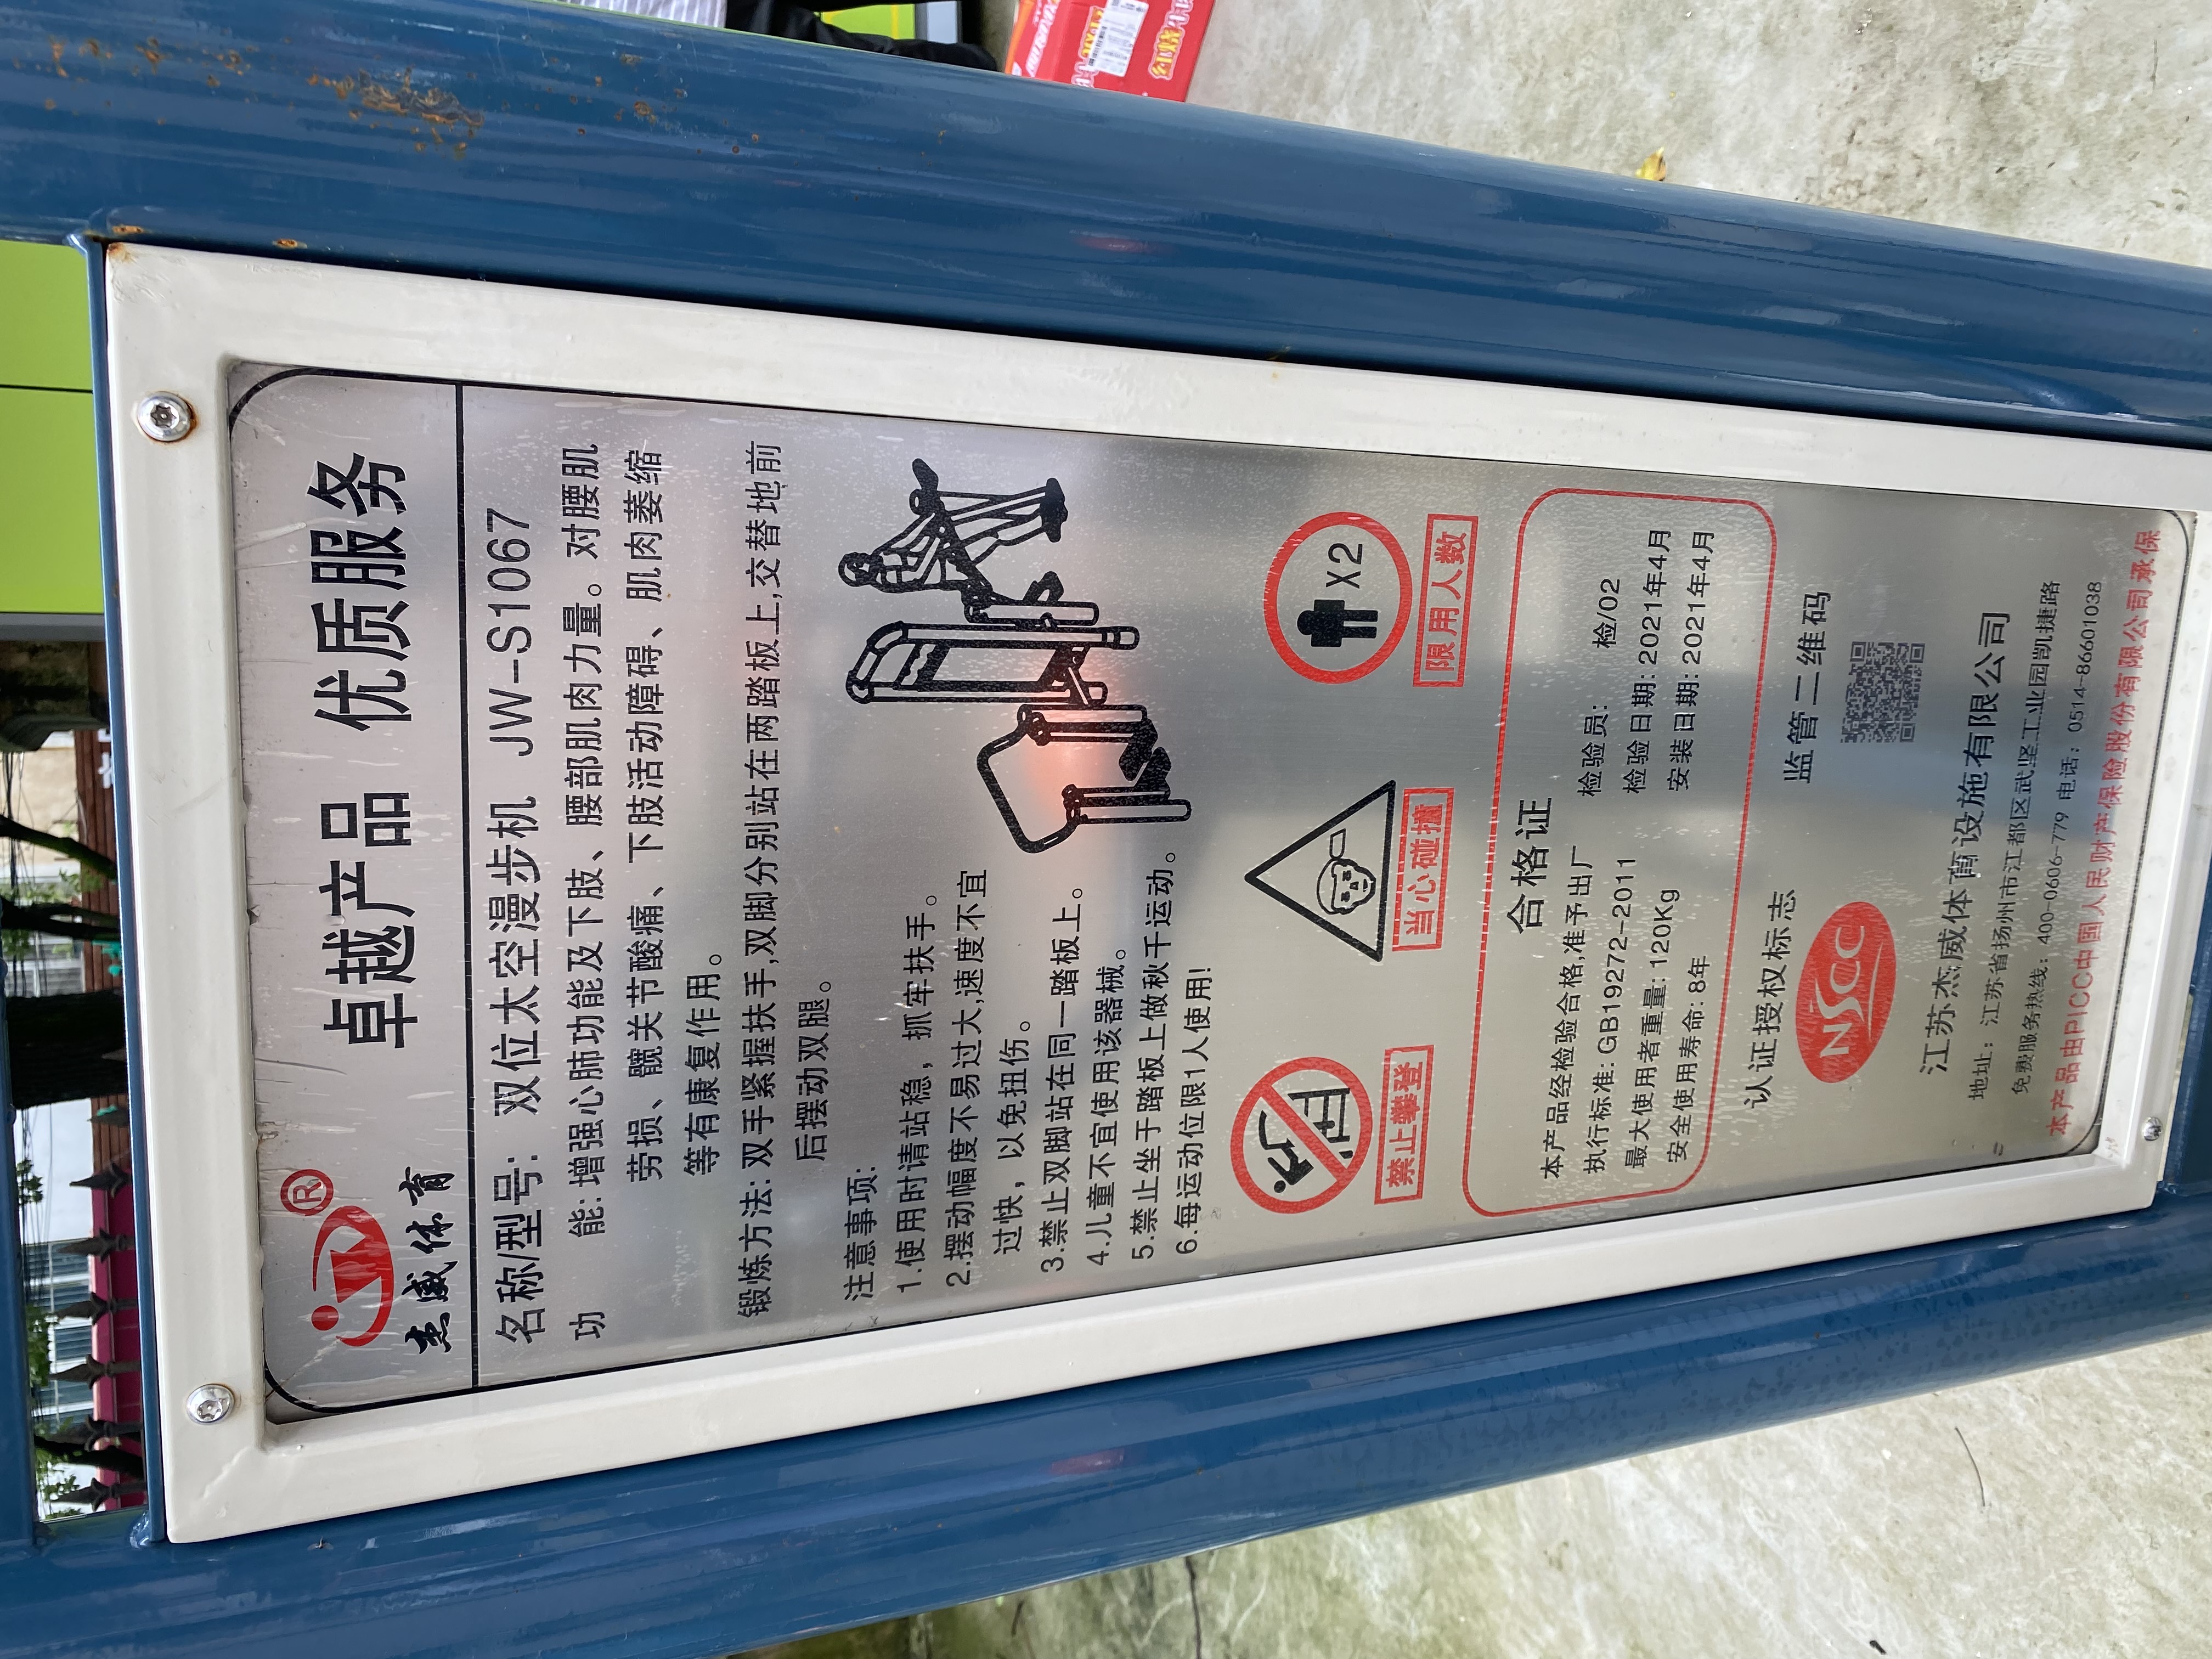 杰威体育
®
卓越产品 优质服务
名称/型号: 双位太空漫步机 JW-S1067
功 能:增强心肺功能及下肢、腰部肌肉力量。对腰肌
劳损、髋关节酸痛、下肢活动障碍、肌肉萎缩
等有康复作用。
锻炼方法:双手紧握扶手,双脚分别站在两踏板上,交替地前
后摆动双腿。
注意事项:
1.使用时请站稳，抓牢扶手。
2.摆动幅度不易过大,速度不宜
过快，以免扭伤。
3.禁止双脚站在同一踏板上。
4.儿童不宜使用该器械。
5.禁止坐于踏板上做秋千运动。
6.每运动位限1人使用!
X2
禁止攀登
当心碰撞
限用人数
合格证
本产品经检验合格,准予出厂
执行标准:GB19272-2011
最大使用者重量:120Kg
安全使用寿命:8年
检验员: 检/02
检验日期:2021年4月
安装日期:2021年4月
认证授权标志
NSCC
监管二维码
江苏杰威体育设施有限公司
地址：江苏省扬州市江都区武坚工业园凯捷路
免费服务热线：400-0606-779 电话：0514-86601038
本产品由PICC中国人民财产保险股份有限公司承保